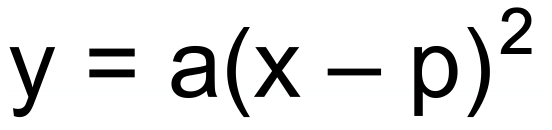 y = a(x – p)²